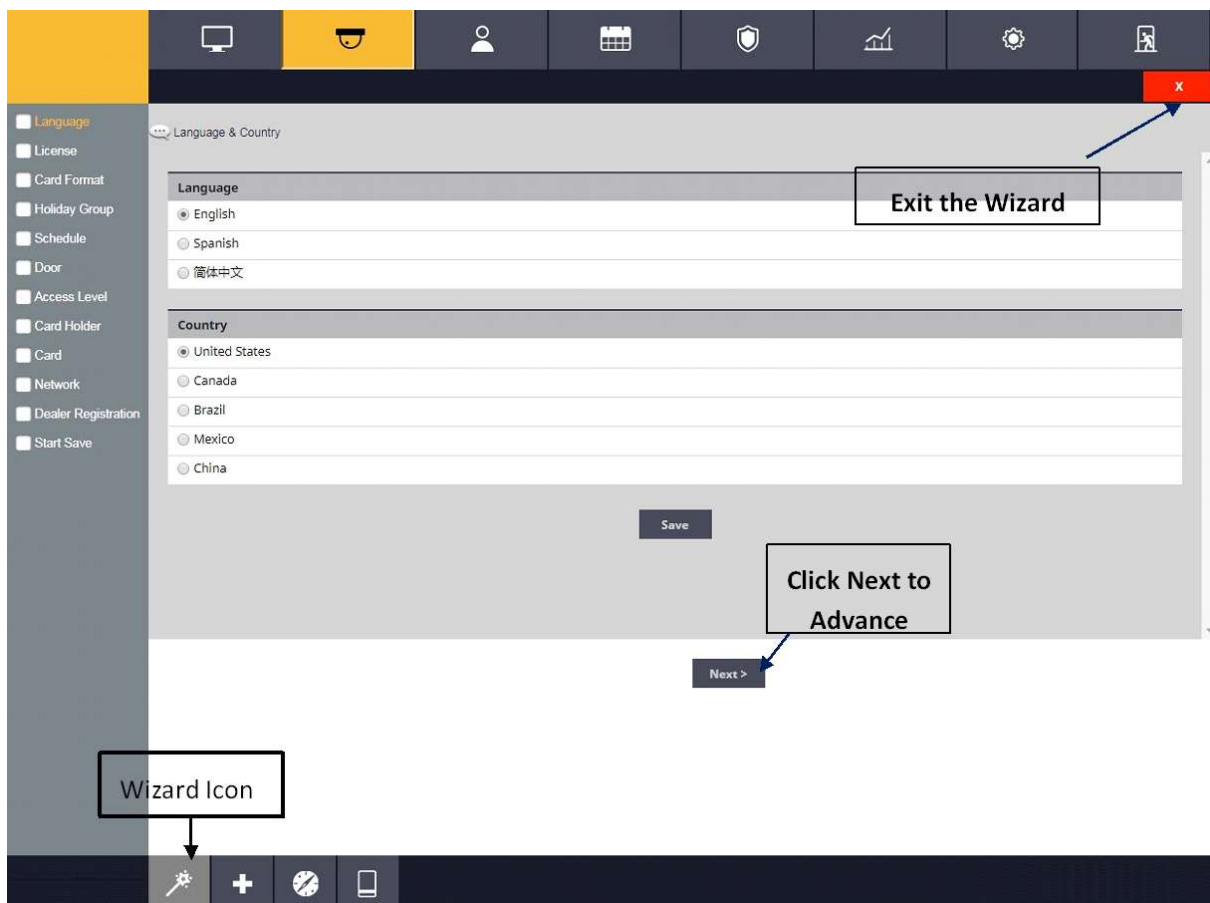 X
Language
License
Card Format
Holiday Group
Schedule
Door
Access Level
Card Holder
Card
Network
Dealer Registration
Start Save
Language & Country
Language
English
Spanish
简体中文
Exit the Wizard
Country
United States
Canada
Brazil
Mexico
China
Save
Click Next to
Advance
Next >
Wizard Icon